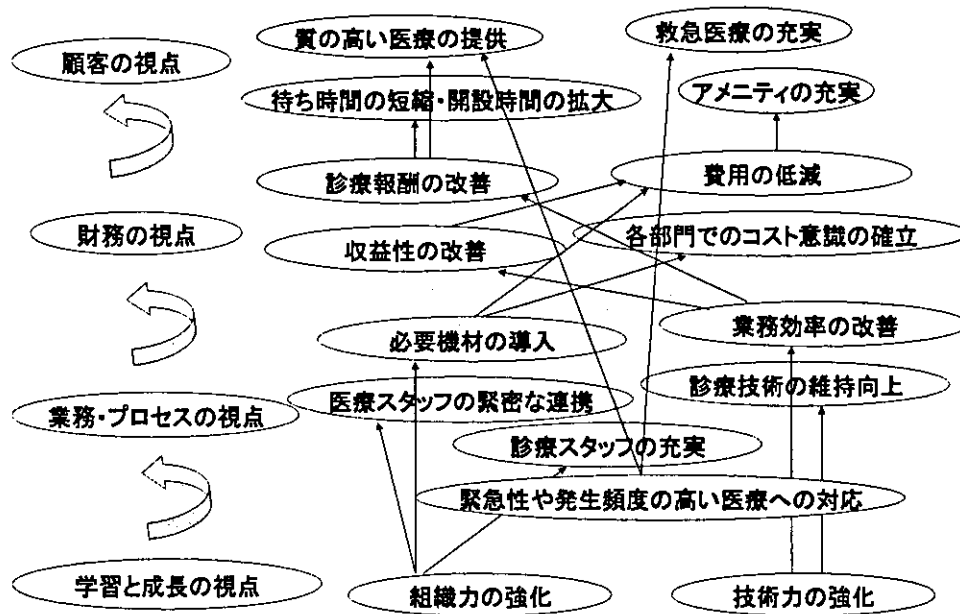 質の高い医療の提供
救急医療の充実
顧客の視点
待ち時間の短縮・開設時間の拡大
アメニティの充実
診療報酬の改善
費用の低減
財務の視点
収益性の改善
各部門でのコスト意識の確立
必要機材の導入
業務効率の改善
業務・プロセスの視点
医療スタッフの緊密な連携
診療技術の維持向上
診療スタッフの充実
緊急性や発生頻度の高い医療への対応
学習と成長の視点
組織力の強化
技術力の強化